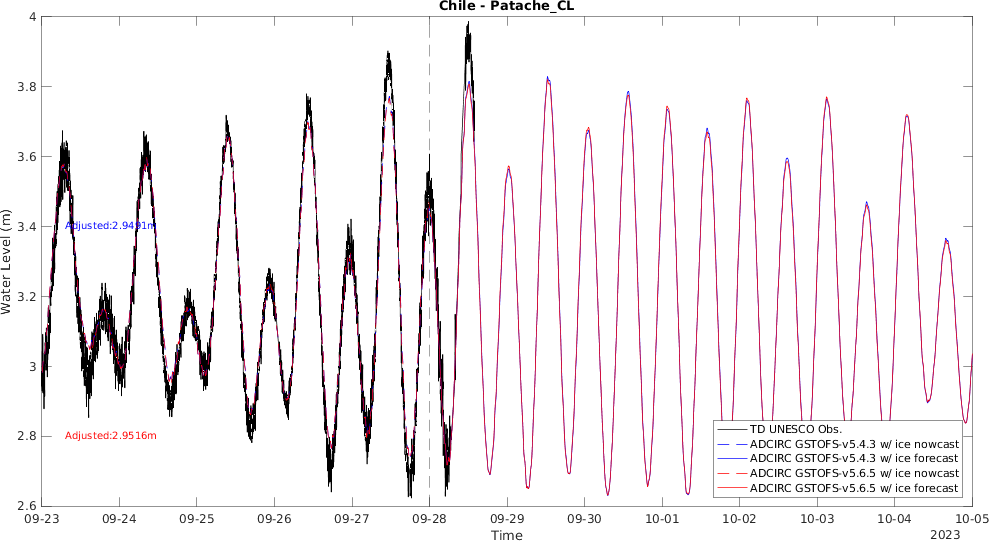 Chile - Patache_CL
4
3.8
3.6
3.4
3.2
3
2.8
2.6
Water Level (m)
Adjusted:2.9491m
Adjusted:2.9516m
TD UNESCO Obs.
ADCIRC GSTOFS-v5.4.3 w/ ice nowcast
ADCIRC GSTOFS-v5.4.3 w/ ice forecast
ADCIRC GSTOFS-v5.6.5 w/ ice nowcast
ADCIRC GSTOFS-v5.6.5 w/ ice forecast
09-23 09-24 09-25 09-26 09-27 09-28 09-29 09-30 10-01 10-02 10-03 10-04 10-05
Time
2023